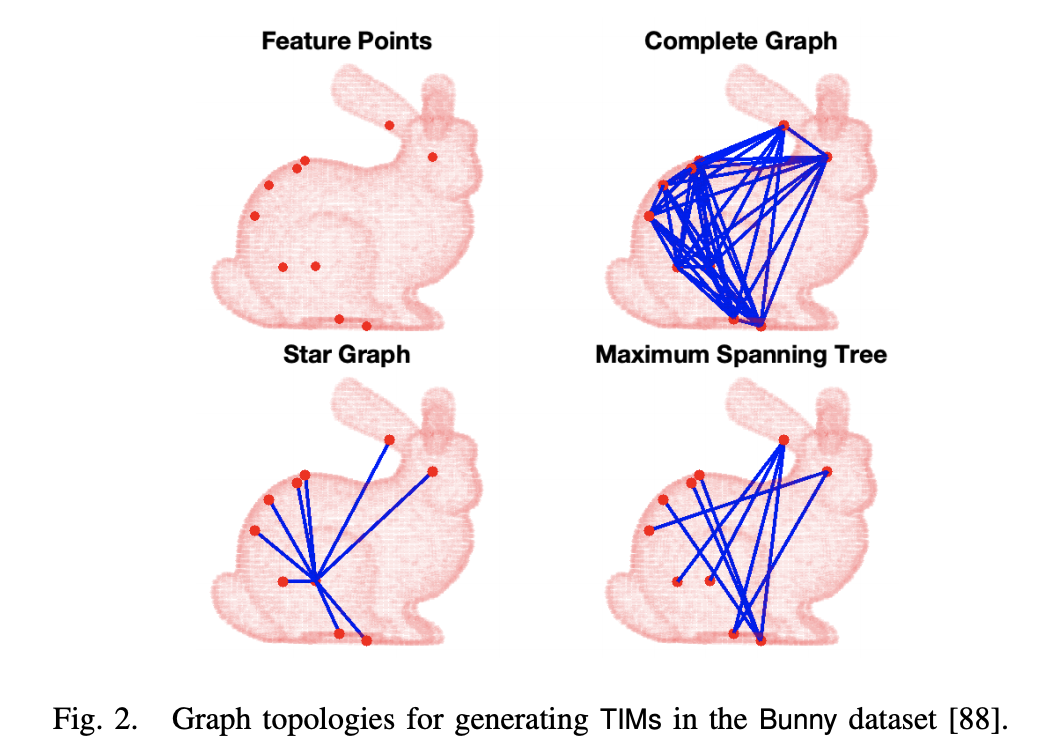 Feature Points
Complete Graph
Star Graph
Maximum Spanning Tree
Fig. 2. Graph topologies for generating TIMs in the Bunny dataset [88].